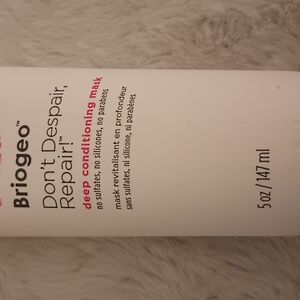 Briogeo™
Don't Despair,
Repair!™
deep conditioning mask
no sulfates, no silicones, no parabens
mask revitalisant en profondeur
sans sulfates, ni silicone, ni parabènes
5 oz / 147 ml